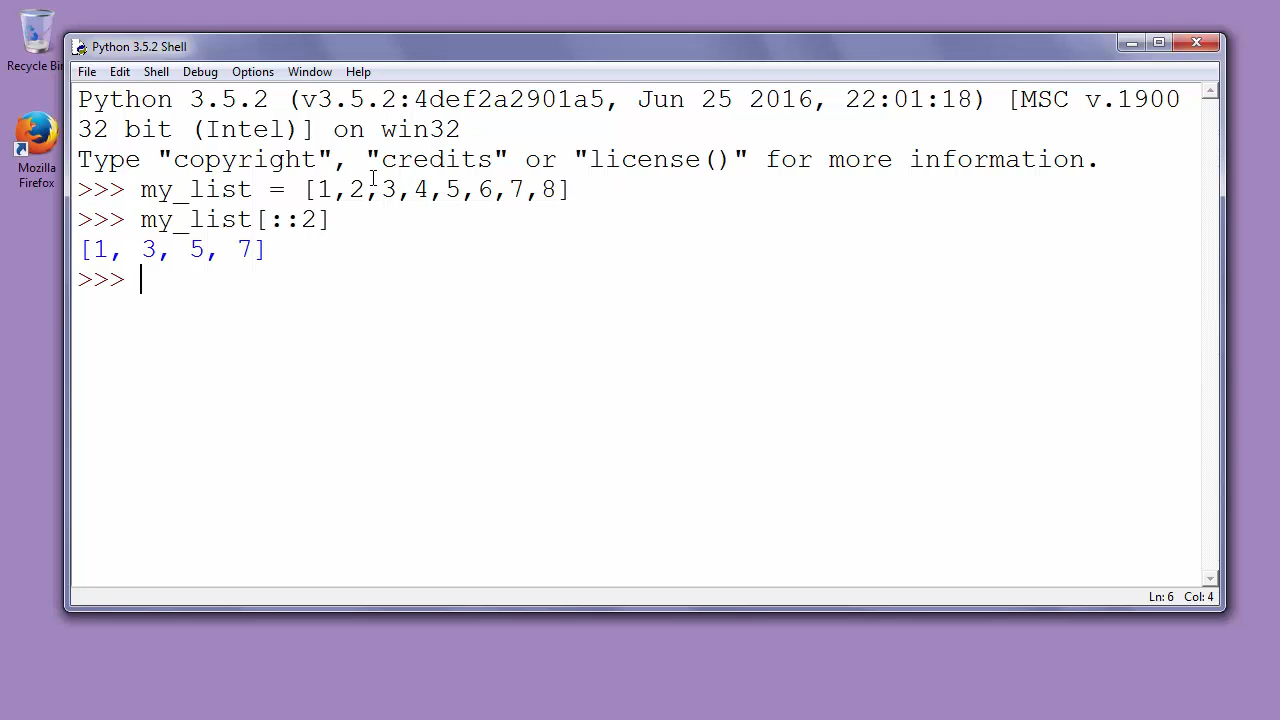 Recycle Bin
Mozilla
Firefox
Python 3.5.2 Shell
File Edit Shell Debug Options Window Help
Python 3.5.2 (v3.5.2:4def2a2901a5, Jun 25 2016, 22:01:18) [MSC v.1900
32 bit (Intel)] on win32
Type "copyright", "credits" or "license()" for more information.
>>> my_list = [1,2,3,4,5,6,7,8]
>>> my_list[::2]
[1, 3, 5, 7]
>>>
Ln: 6 Col: 4